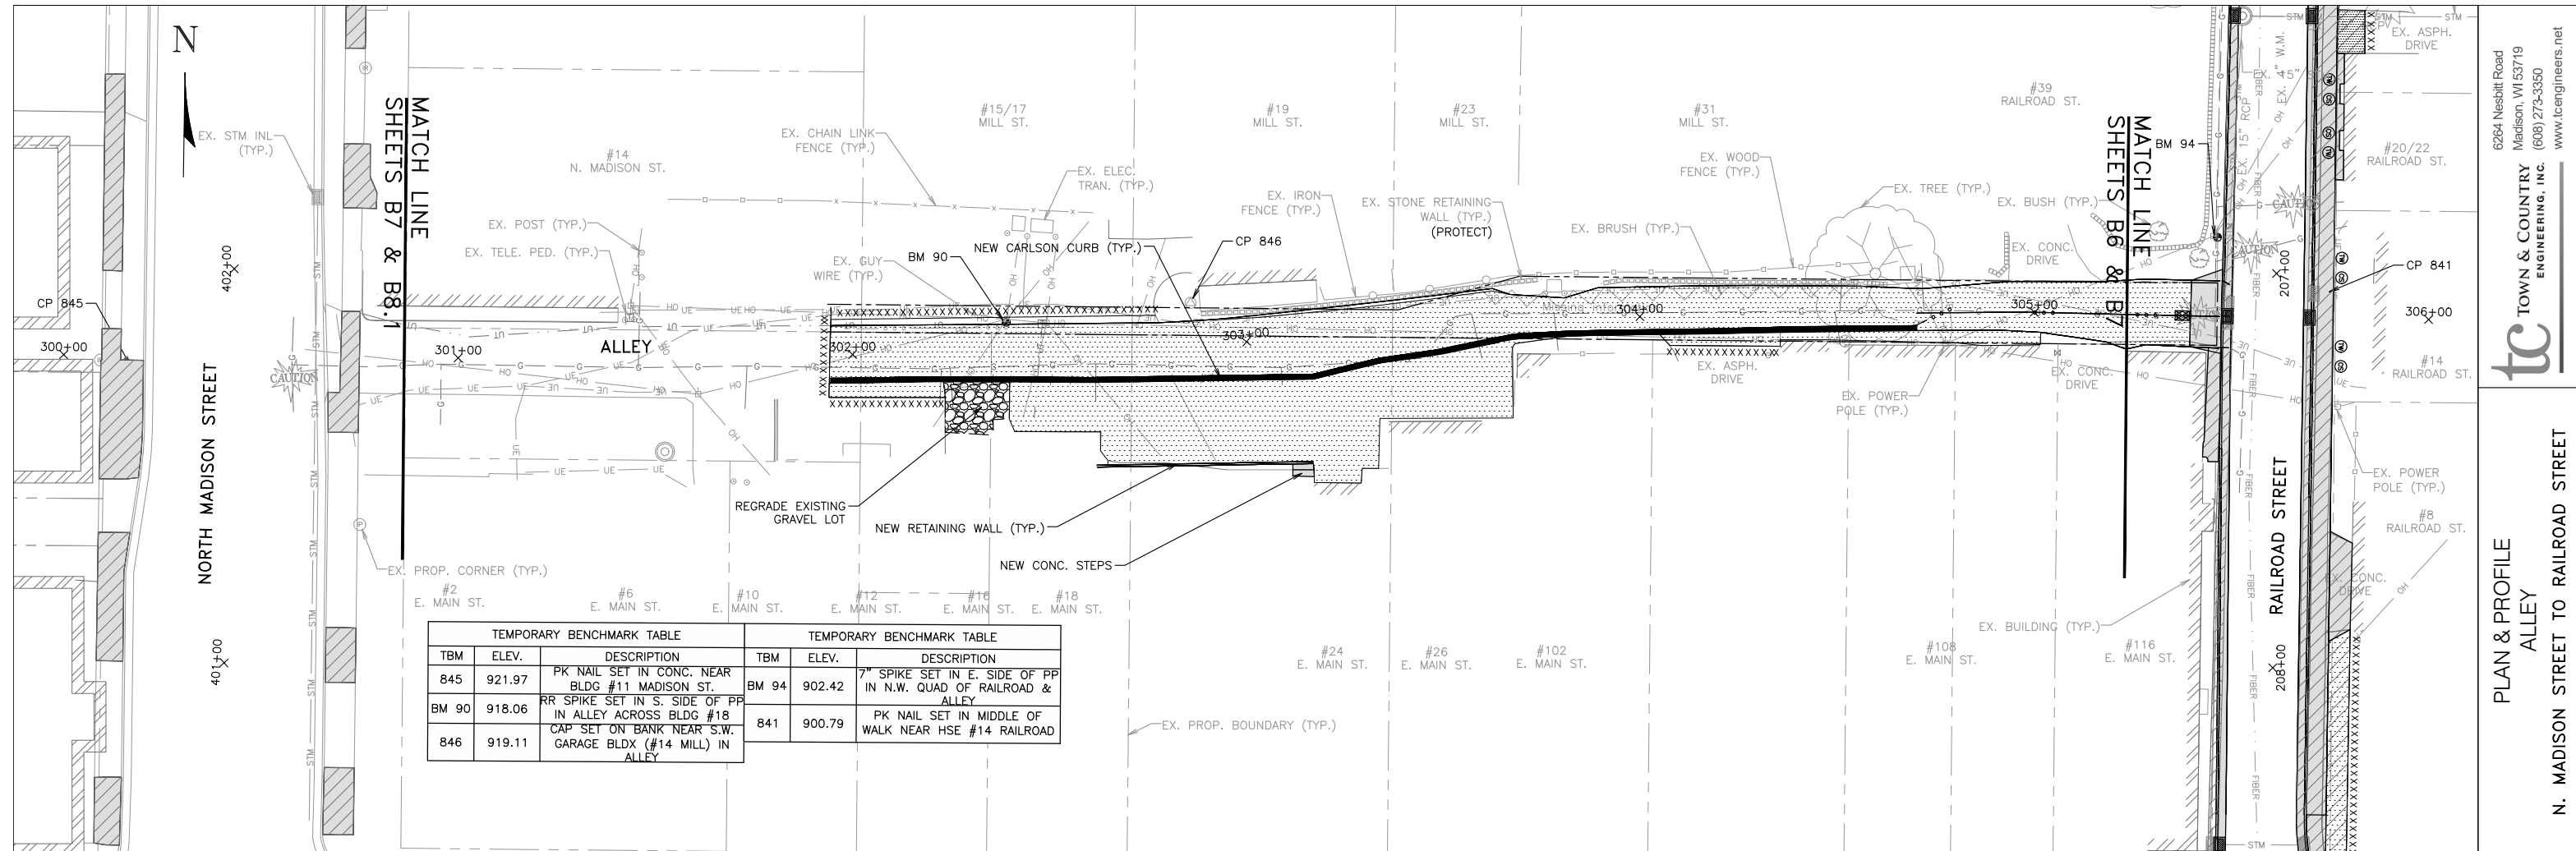 N
EX. STM INL
(TYP.)
402+00
CP 845
300+00
CAUTION
NORTH MADISON STREET
401+00
MATCH LINE
SHEETS B7 & B8.1
#14
N. MADISON ST.
EX. POST (TYP.)
EX. TELE. PED. (TYP.)
301+00
ALLEY
EX. CHAIN LINK
FENCE (TYP.)
#15/17
MILL ST.
EX. ELEC.
TRAN. (TYP.)
NEW CARLSON CURB (TYP.)
BM 90
EX. GUY
WIRE (TYP.)
302+00
CP 846
303+00
#19
MILL ST.
EX. IRON
FENCE (TYP.)
#23
MILL ST.
EX. STONE RETAINING
WALL (TYP.)
(PROTECT)
#31
MILL ST.
EX. WOOD
FENCE (TYP.)
EX. BRUSH (TYP.)
304+00
EX. TREE (TYP.)
#39
RAILROAD ST.
EX. BUSH (TYP.)
EX. CONC.
DRIVE
305+00
EX. ASPH.
DRIVE
EX. POWER
POLE (TYP.)
EX. CONC.
DRIVE
MATCH LINE
SHEETS B6 & B7
BM 94
EX. 15" RCP
EX. 4" W.M.
CAUTION
CAUTION
207+00
EX. ASPH.
DRIVE
#20/22
RAILROAD ST.
CP 841
306+00
#14
RAILROAD ST.
EX. POWER
POLE (TYP.)
#8
RAILROAD ST.
EX. CONC.
DRIVE
RAILROAD STREET
208+00
EX. BUILDING (TYP.)
REGRADE EXISTING
GRAVEL LOT
NEW RETAINING WALL (TYP.)
NEW CONC. STEPS
EX. PROP. CORNER (TYP.)
#2
E. MAIN ST.
#6
E. MAIN ST.
#10
E. MAIN ST.
#12
E. MAIN ST.
#16
E. MAIN ST.
#18
E. MAIN ST.
#24
E. MAIN ST.
#26
E. MAIN ST.
#102
E. MAIN ST.
#108
E. MAIN ST.
#116
E. MAIN ST.
EX. PROP. BOUNDARY (TYP.)
TEMPORARY BENCHMARK TABLE
TBM ELEV. DESCRIPTION
845 921.97 PK NAIL SET IN CONC. NEAR
BLDG #11 MADISON ST.
BM 90 918.06 RR SPIKE SET IN S. SIDE OF PP
IN ALLEY ACROSS BLDG #18
846 919.11 CAP SET ON BANK NEAR S.W.
GARAGE BLDX (#14 MILL) IN
ALLEY
TEMPORARY BENCHMARK TABLE
TBM ELEV. DESCRIPTION
BM 94 902.42 7" SPIKE SET IN E. SIDE OF PP
IN N.W. QUAD OF RAILROAD &
ALLEY
841 900.79 PK NAIL SET IN MIDDLE OF
WALK NEAR HSE #14 RAILROAD
tc TOWN & COUNTRY
ENGINEERING, INC.
6264 Nesbitt Road
Madison, WI 53719
(608) 273-3350
www.tcengineers.net
PLAN & PROFILE
ALLEY
N. MADISON STREET TO RAILROAD STREET